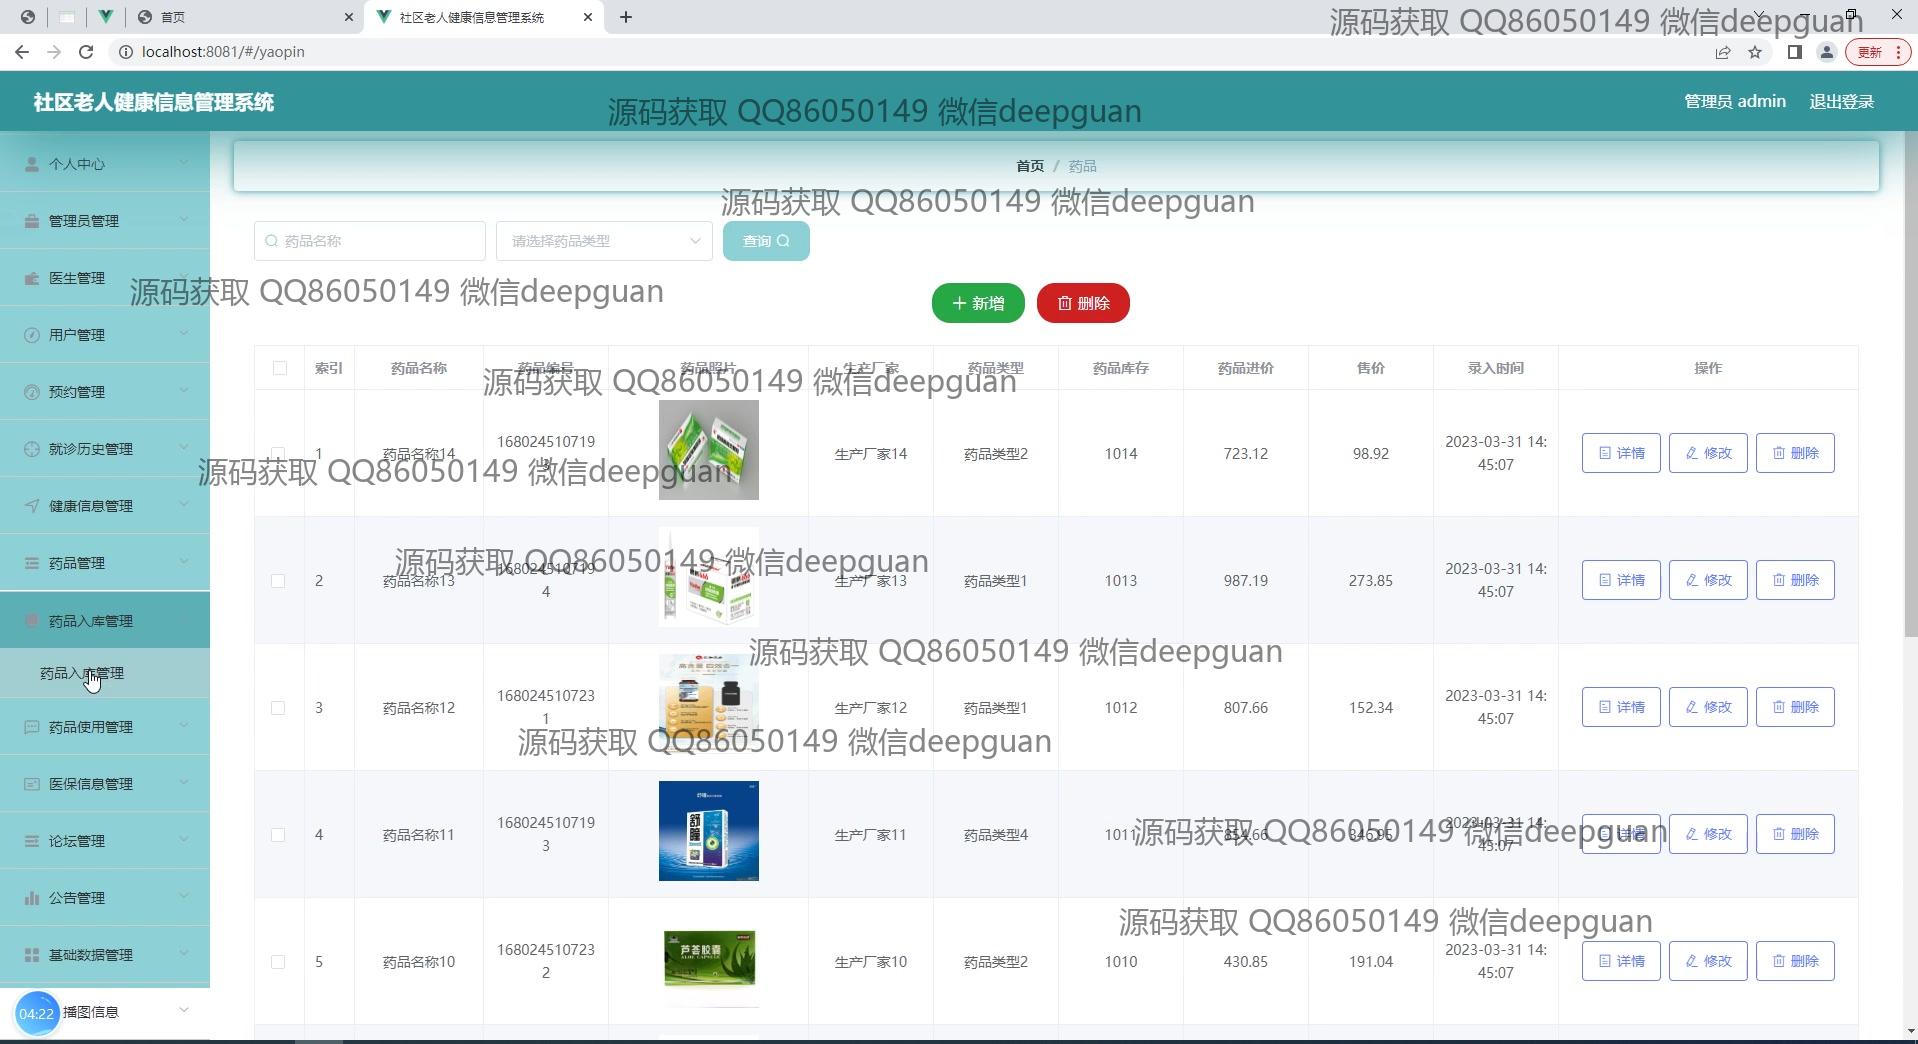 首页
社区老人健康信息管理系统
源码获取 QQ86050149 微信deepguan
localhost:8081/#/yaopin
更新
社区老人健康信息管理系统
源码获取 QQ86050149 微信deepguan
管理员 admin 退出登录
个人中心
首页 / 药品
源码获取 QQ86050149 微信deepguan
管理员管理
药品名称 请选择药品类型 查询
医生管理
源码获取 QQ86050149 微信deepguan
新增 删除
用户管理
索引 药品名称 药品编号 药品照片 生产厂家 药品类型 药品库存 药品进价 售价 录入时间 操作
源码获取 QQ86050149 微信deepguan
预约管理
就诊历史管理
1 药品名称14 168024510719 生产厂家14 药品类型2 1014 723.12 98.92 2023-03-31 14:45:07 详情 修改 删除
源码获取 QQ86050149 微信deepguan
健康信息管理
药品管理
源码获取 QQ86050149 微信deepguan
2 药品名称13 1680245107194 生产厂家13 药品类型1 1013 987.19 273.85 2023-03-31 14:45:07 详情 修改 删除
药品入库管理
源码获取 QQ86050149 微信deepguan
药品入库管理
3 药品名称12 1680245107231 生产厂家12 药品类型1 1012 807.66 152.34 2023-03-31 14:45:07 详情 修改 删除
药品使用管理
源码获取 QQ86050149 微信deepguan
医保信息管理
4 药品名称11 1680245107193 舒瞳 生产厂家11 药品类型4 1011 854.66 346.95 2023-03-31 14:45:07 详情 修改 删除
源码获取 QQ86050149 微信deepguan
论坛管理
公告管理
源码获取 QQ86050149 微信deepguan
基础数据管理
5 药品名称10 1680245107232 芦荟胶囊 生产厂家10 药品类型2 1010 430.85 191.04 2023-03-31 14:45:07 详情 修改 删除
04:22 播图信息